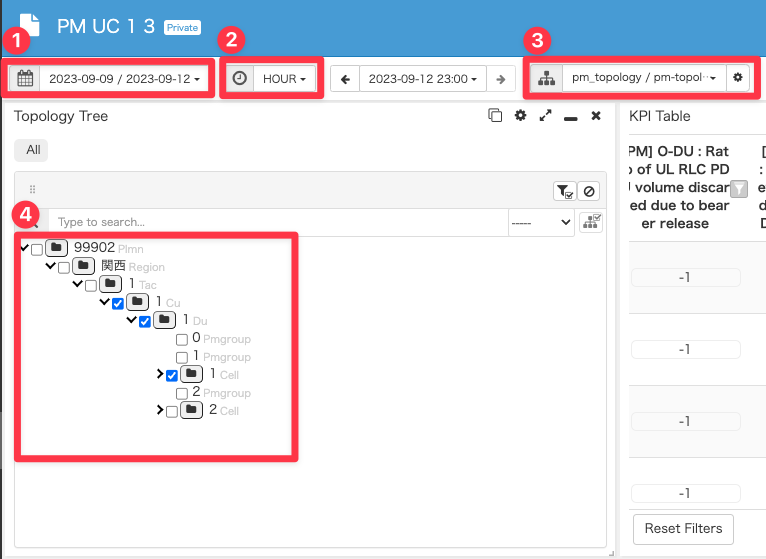 PM UC 1 3 Private
1
2
3
2023-09-09 / 2023-09-12
HOUR
2023-09-12 23:00
pm_topology / pm-topol...
Topology Tree
KPI Table
All
PM] O-DU : Rat
o of UL RLC PD
U volume discar
ed due to bear
er release
[
:
e
d
D
4
Type to search...
-----
99902 Plmn
関西 Region
1 Tac
1 Cu
1 Du
0 Pmgroup
1 Pmgroup
1 Cell
2 Pmgroup
2 Cell
-1
-1
-1
-1
Reset Filters